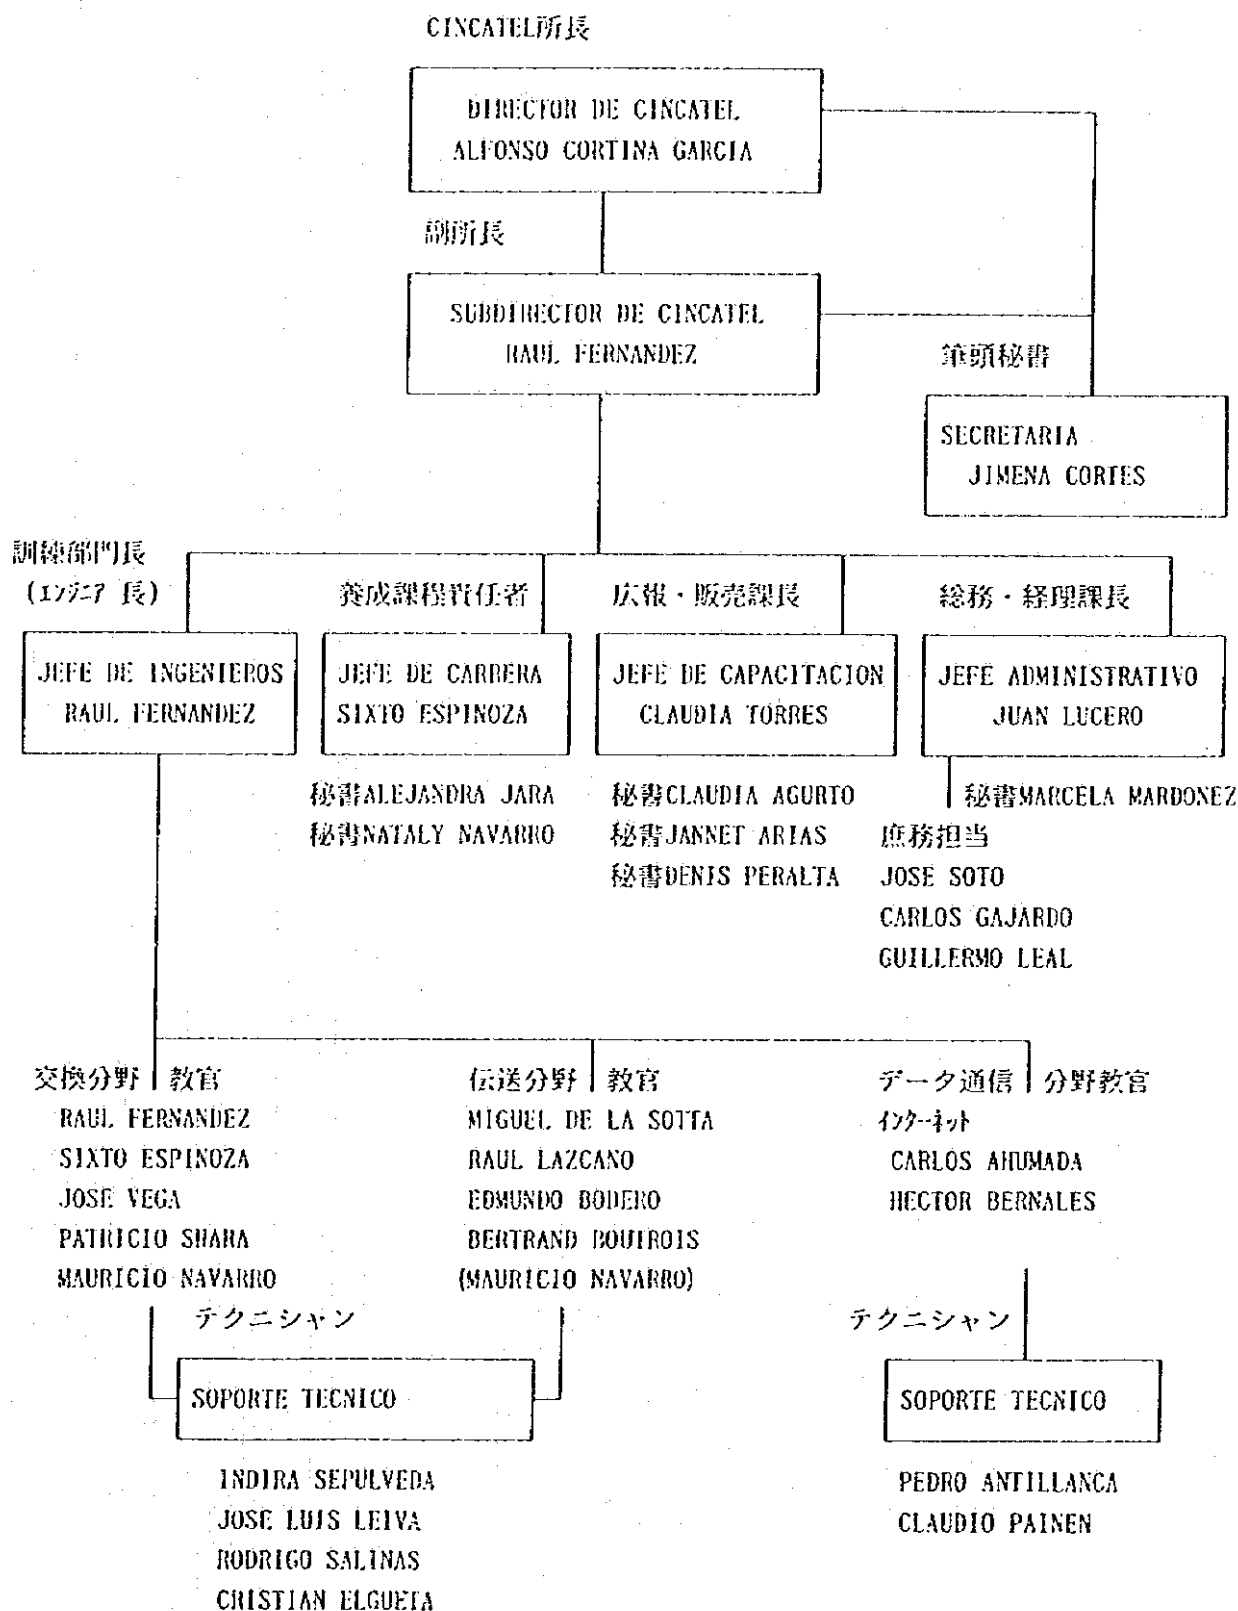 CINCATEL所長
DIRECTOR DE CINCATEL
ALFONSO CORTINA GARCIA
副所長
SUBDIRECTOR DE CINCATEL
RAUL FERNANDEZ
筆頭秘書
SECRETARIA
JIMENA CORTES
訓練部門長
(エンジニア 長)
JEFE DE INGENIEROS
RAUL FERNANDEZ
養成課程責任者
JEFE DE CARRERA
SIXTO ESPINOZA
秘書ALEJANDRA JARA
秘書NATALY NAVARRO
広報・販売課長
JEFE DE CAPACITACION
CLAUDIA TORRES
秘書CLAUDIA AGURTO
秘書JANNET ARIAS
秘書DENIS PERALTA
総務・経理課長
JEFE ADMINISTRATIVO
JUAN LUCERO
秘書MARCELA MARDONEZ
庶務担当
JOSE SOTO
CARLOS GAJARDO
GUILLERMO LEAL
交換分野 教官
RAUL FERNANDEZ
SIXTO ESPINOZA
JOSE VEGA
PATRICIO SHARA
MAURICIO NAVARRO
伝送分野 教官
MIGUEL DE LA SOTTA
RAUL LAZCANO
EDMUNDO BODERO
BERTRAND BOUTROIS
(MAURICIO NAVARRO)
データ通信 分野教官
インターネット
CARLOS AHUMADA
HECTOR BERNALES
テクニシャン
SOPORTE TECNICO
INDIRA SEPULVEDA
JOSE LUIS LEIVA
RODRIGO SALINAS
CRISTIAN ELGUETA
テクニシャン
SOPORTE TECNICO
PEDRO ANTILLANCA
CLAUDIO PAINEN